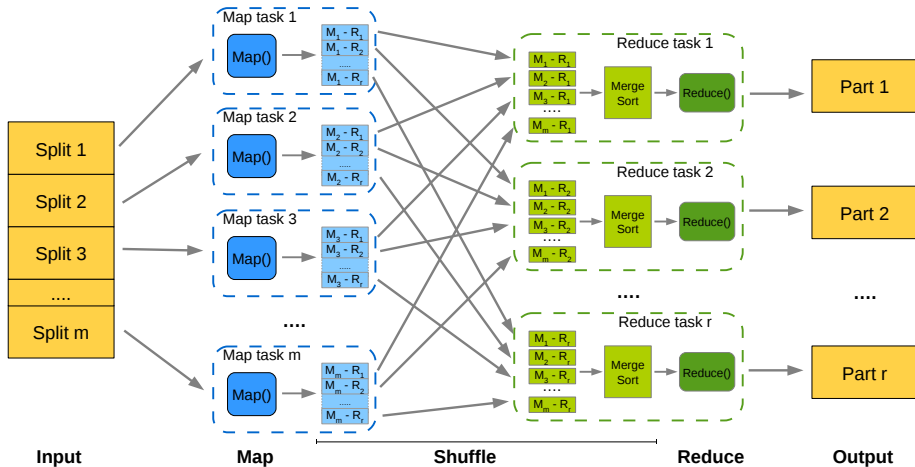 Split 1
Split 2
Split 3
....
Split m
Map task 1
Map()
M1 - R1
M1 - R2
.....
M1 - Rr
Map task 2
Map()
M2 - R1
M2 - R2
.....
M2 - Rr
Map task 3
Map()
M3 - R1
M3 - R2
.....
M3 - Rr
....
Map task m
Map()
Mm - R1
Mm - R2
.....
Mm - Rr
Reduce task 1
M1 - R1
M2 - R1
M3 - R1
....
Mm - R1
Merge
Sort
Reduce()
Reduce task 2
M1 - R2
M2 - R2
M3 - R2
....
Mm - R2
Merge
Sort
Reduce()
....
Reduce task r
M1 - Rr
M2 - Rr
M3 - Rr
....
Mm - Rr
Merge
Sort
Reduce()
Part 1
Part 2
....
Part r
Input
Map
Shuffle
Reduce
Output